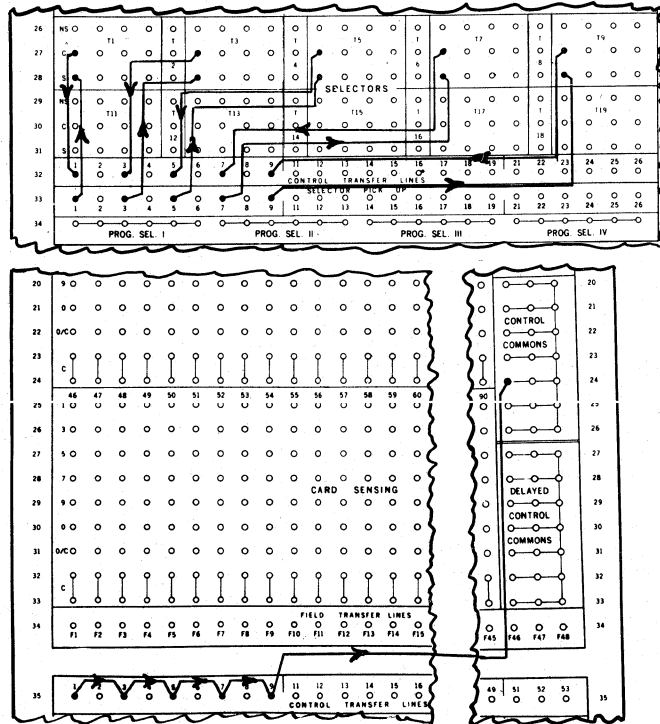 26 NS T1 T T3 T T5 T T7 T T9
27 C 2 4 6 8
S
28 SELECTORS
29 NS T11 T T13 T T15 T T17 T T19
30 C 12 14 16 18
31 S
1 2 3 4 5 6 7 8 9 11 12 13 14 15 16 17 18 19 21 22 23 24 25 26
32 CONTROL TRANSFER LINES
33 SELECTOR PICK UP
1 2 3 4 5 6 7 8 9 11 12 13 14 15 16 17 18 19 21 22 23 24 25 26
34
PROG. SEL. I PROG. SEL. II PROG. SEL. III PROG. SEL. IV
20 9 90 20
21 0 CONTROL 21
22 0/C COMMONS 22
23 C 23
24 24
46 47 48 49 50 51 52 53 54 55 56 57 58 59 60 90
25 1 25
26 3 26
27 5 27
28 7 CARD SENSING DELAYED 28
29 9 CONTROL 29
30 0 COMMONS 30
31 0/C 31
32 C 32
33 33
FIELD TRANSFER LINES
34 F1 F2 F3 F4 F5 F6 F7 F8 F9 F10 F11 F12 F13 F14 F15 F45 F46 F47 F48 34
1 3 5 7 9 11 12 13 14 15 16 49 51 52 53
35 CONTROL TRANSFER LINES 35